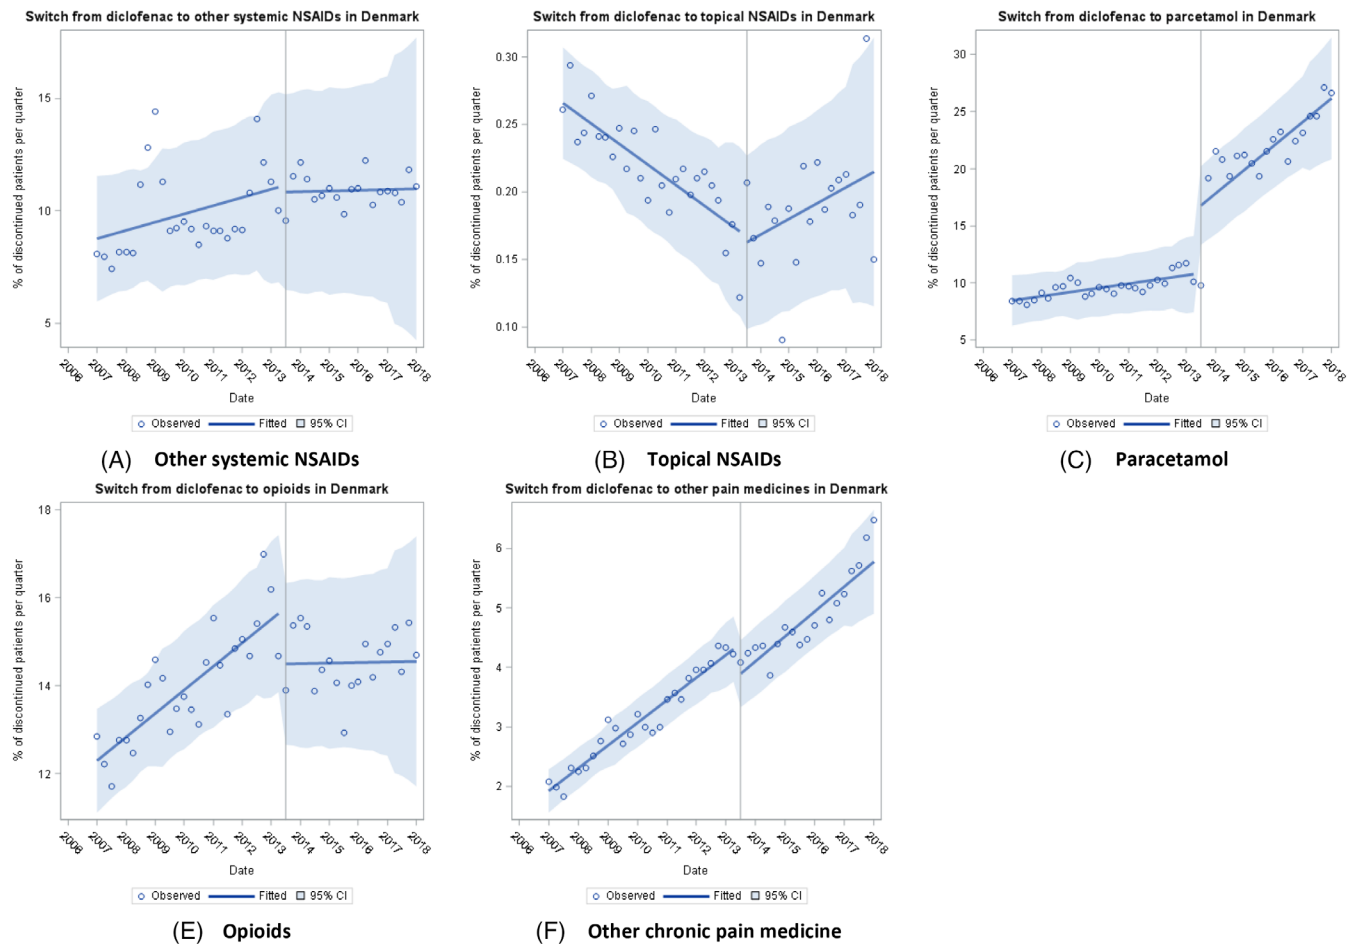 Switch from diclofenac to other systemic NSAIDs in Denmark
% of discontinued patients per quarter
15
10
5
2006 2007 2008 2009 2010 2011 2012 2013 2014 2015 2016 2017 2018
Date
Observed Fitted 95% CI
(A) Other systemic NSAIDs
Switch from diclofenac to topical NSAIDs in Denmark
% of discontinued patients per quarter
0.30
0.25
0.20
0.15
0.10
2006 2007 2008 2009 2010 2011 2012 2013 2014 2015 2016 2017 2018
Date
Observed Fitted 95% CI
(B) Topical NSAIDs
Switch from diclofenac to parcetamol in Denmark
% of discontinued patients per quarter
30
25
20
15
10
5
2006 2007 2008 2009 2010 2011 2012 2013 2014 2015 2016 2017 2018
Date
Observed Fitted 95% CI
(C) Paracetamol
Switch from diclofenac to opioids in Denmark
% of discontinued patients per quarter
18
16
14
12
2006 2007 2008 2009 2010 2011 2012 2013 2014 2015 2016 2017 2018
Date
Observed Fitted 95% CI
(E) Opioids
Switch from diclofenac to other pain medicines in Denmark
% of discontinued patients per quarter
6
5
4
3
2
2006 2007 2008 2009 2010 2011 2012 2013 2014 2015 2016 2017 2018
Date
Observed Fitted 95% CI
(F) Other chronic pain medicine